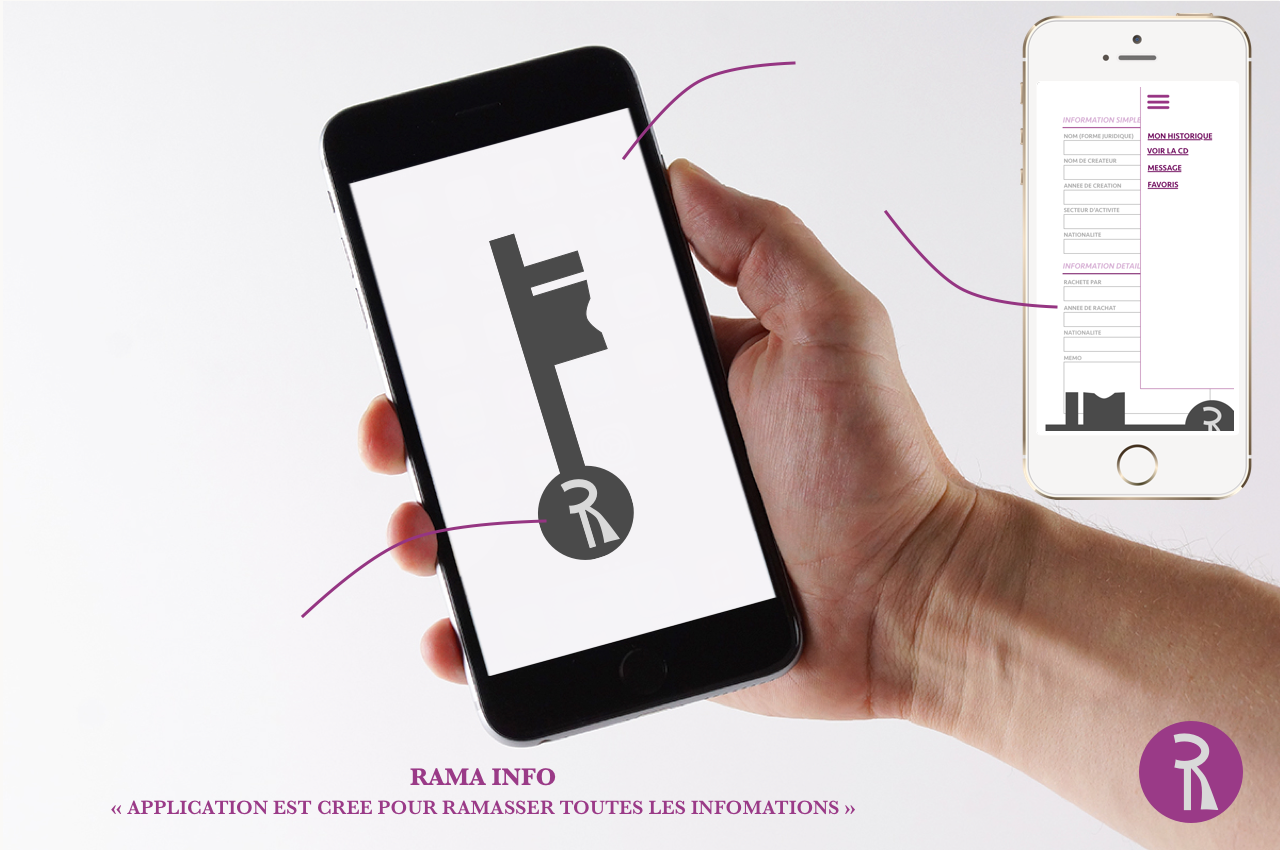 INFORMATION SIMPLE
NOM (FORME JURIDIQUE)
NOM DE CREATEUR
ANNEE DE CREATION
SECTEUR D'ACTIVITE
NATIONALITE
INFORMATION DETAIL
RACHETE PAR
ANNEE DE RACHAT
NATIONALITE
MEMO
MON HISTORIQUE
VOIR LA CD
MESSAGE
FAVORIS
R
R
R
RAMA INFO
‹‹ APPLICATION EST CREE POUR RAMASSER TOUTES LES INFOMATIONS ››